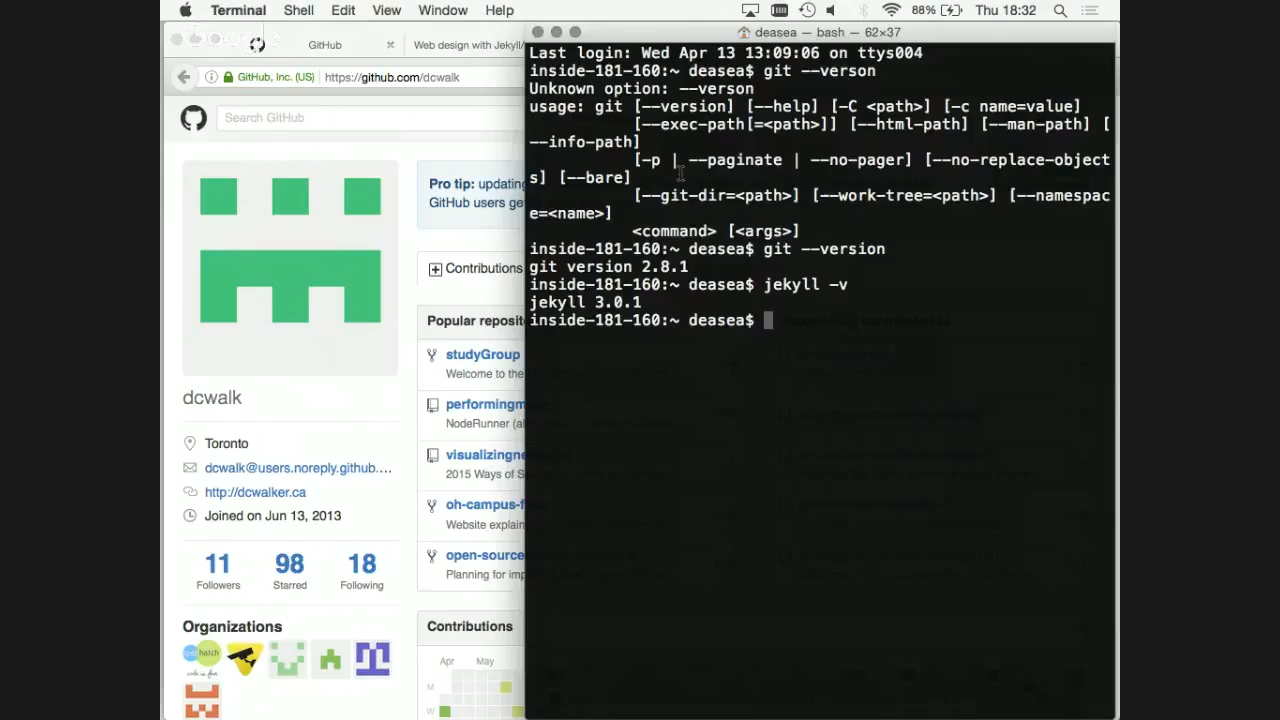 Terminal Shell Edit View Window Help 88% Thu 18:32
GitHub Web design with Jekyll/
deasea — bash — 62×37
GitHub, Inc. (US) https://github.com/dcwalk
Search GitHub
Pro tip: updating
GitHub users get
Contributions
Popular reposit
studyGroup
Welcome to the
performingm
NodeRunner (al
visualizingne
2015 Ways of S
oh-campus-f
Website explain
open-source
Planning for imp
Contributions
Apr May
M
W
dcwalk
Toronto
dcwalk@users.noreply.github....
http://dcwalker.ca
Joined on Jun 13, 2013
11 98 18
Followers Starred Following
Organizations
hatch
Last login: Wed Apr 13 13:09:06 on ttys004
inside-181-160:~ deasea$ git --verson
Unknown option: --verson
usage: git [--version] [--help] [-C <path>] [-c name=value]
[--exec-path[=<path>]] [--html-path] [--man-path] [
--info-path]
[-p | --paginate | --no-pager] [--no-replace-object
s] [--bare]
[--git-dir=<path>] [--work-tree=<path>] [--namespac
e=<name>]
<command> [<args>]
inside-181-160:~ deasea$ git --version
git version 2.8.1
inside-181-160:~ deasea$ jekyll -v
jekyll 3.0.1
inside-181-160:~ deasea$